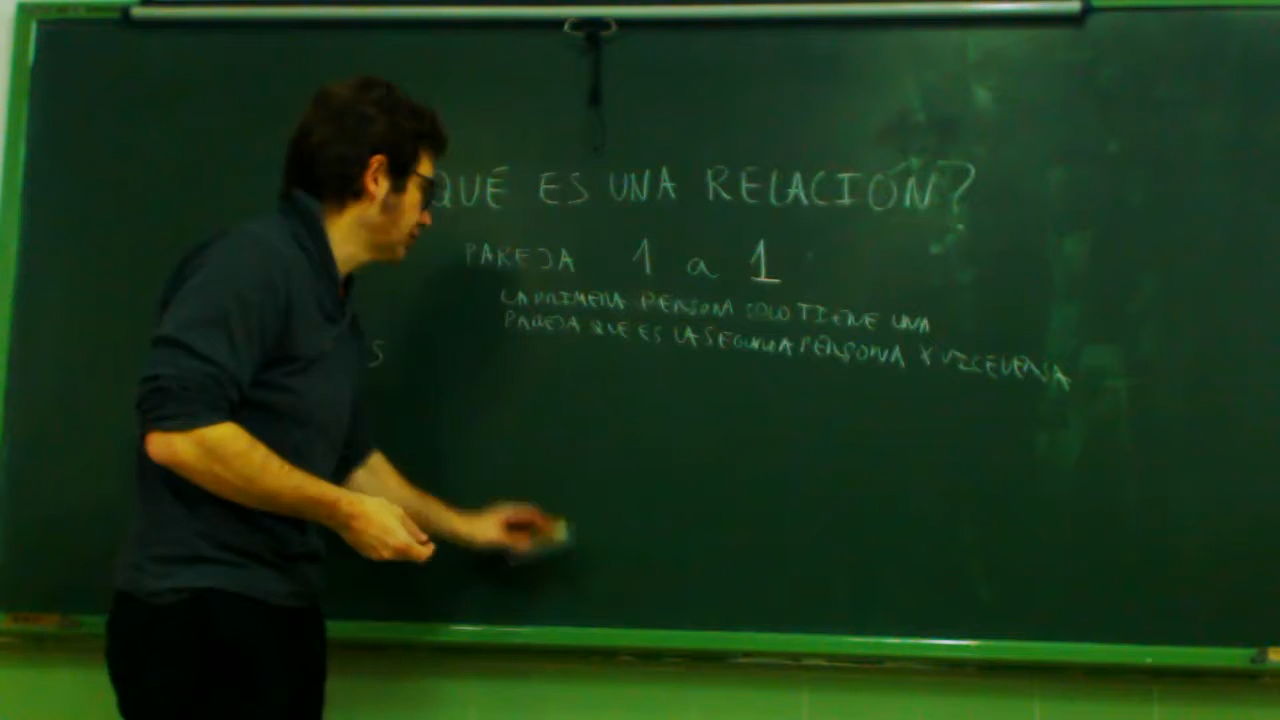 QUÉ ES UNA RELACIÓN?
PAREJA 1 a 1
LA PRIMERA PERSONA SOLO TIENE UNA
PAREJA QUE ES LA SEGUNDA PERSONA Y VICEVERSA
S